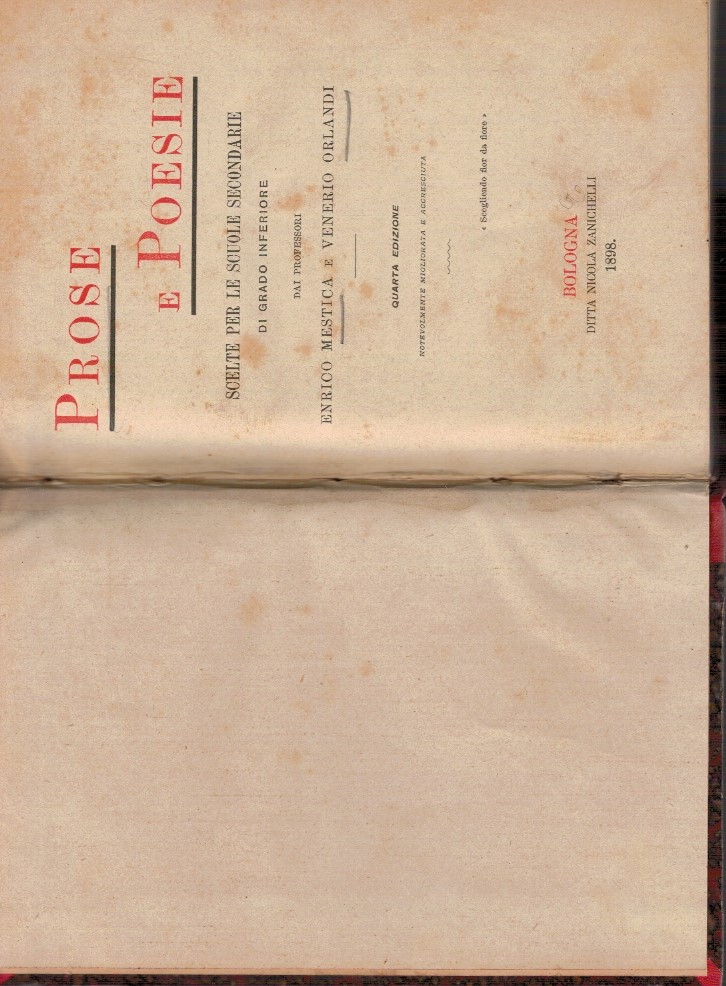 PROSE
E POESIE
SCELTE PER LE SCUOLE SECONDARIE
DI GRADO INFERIORE
DAI PROFESSORI
ENRICO MESTICA E VENERIO ORLANDI
QUARTA EDIZIONE
NOTEVOLMENTE MIGLIORATA E ACCRESCIUTA
« Scegliendo fior da fiore »
BOLOGNA
DITTA NICOLA ZANICHELLI
1898.